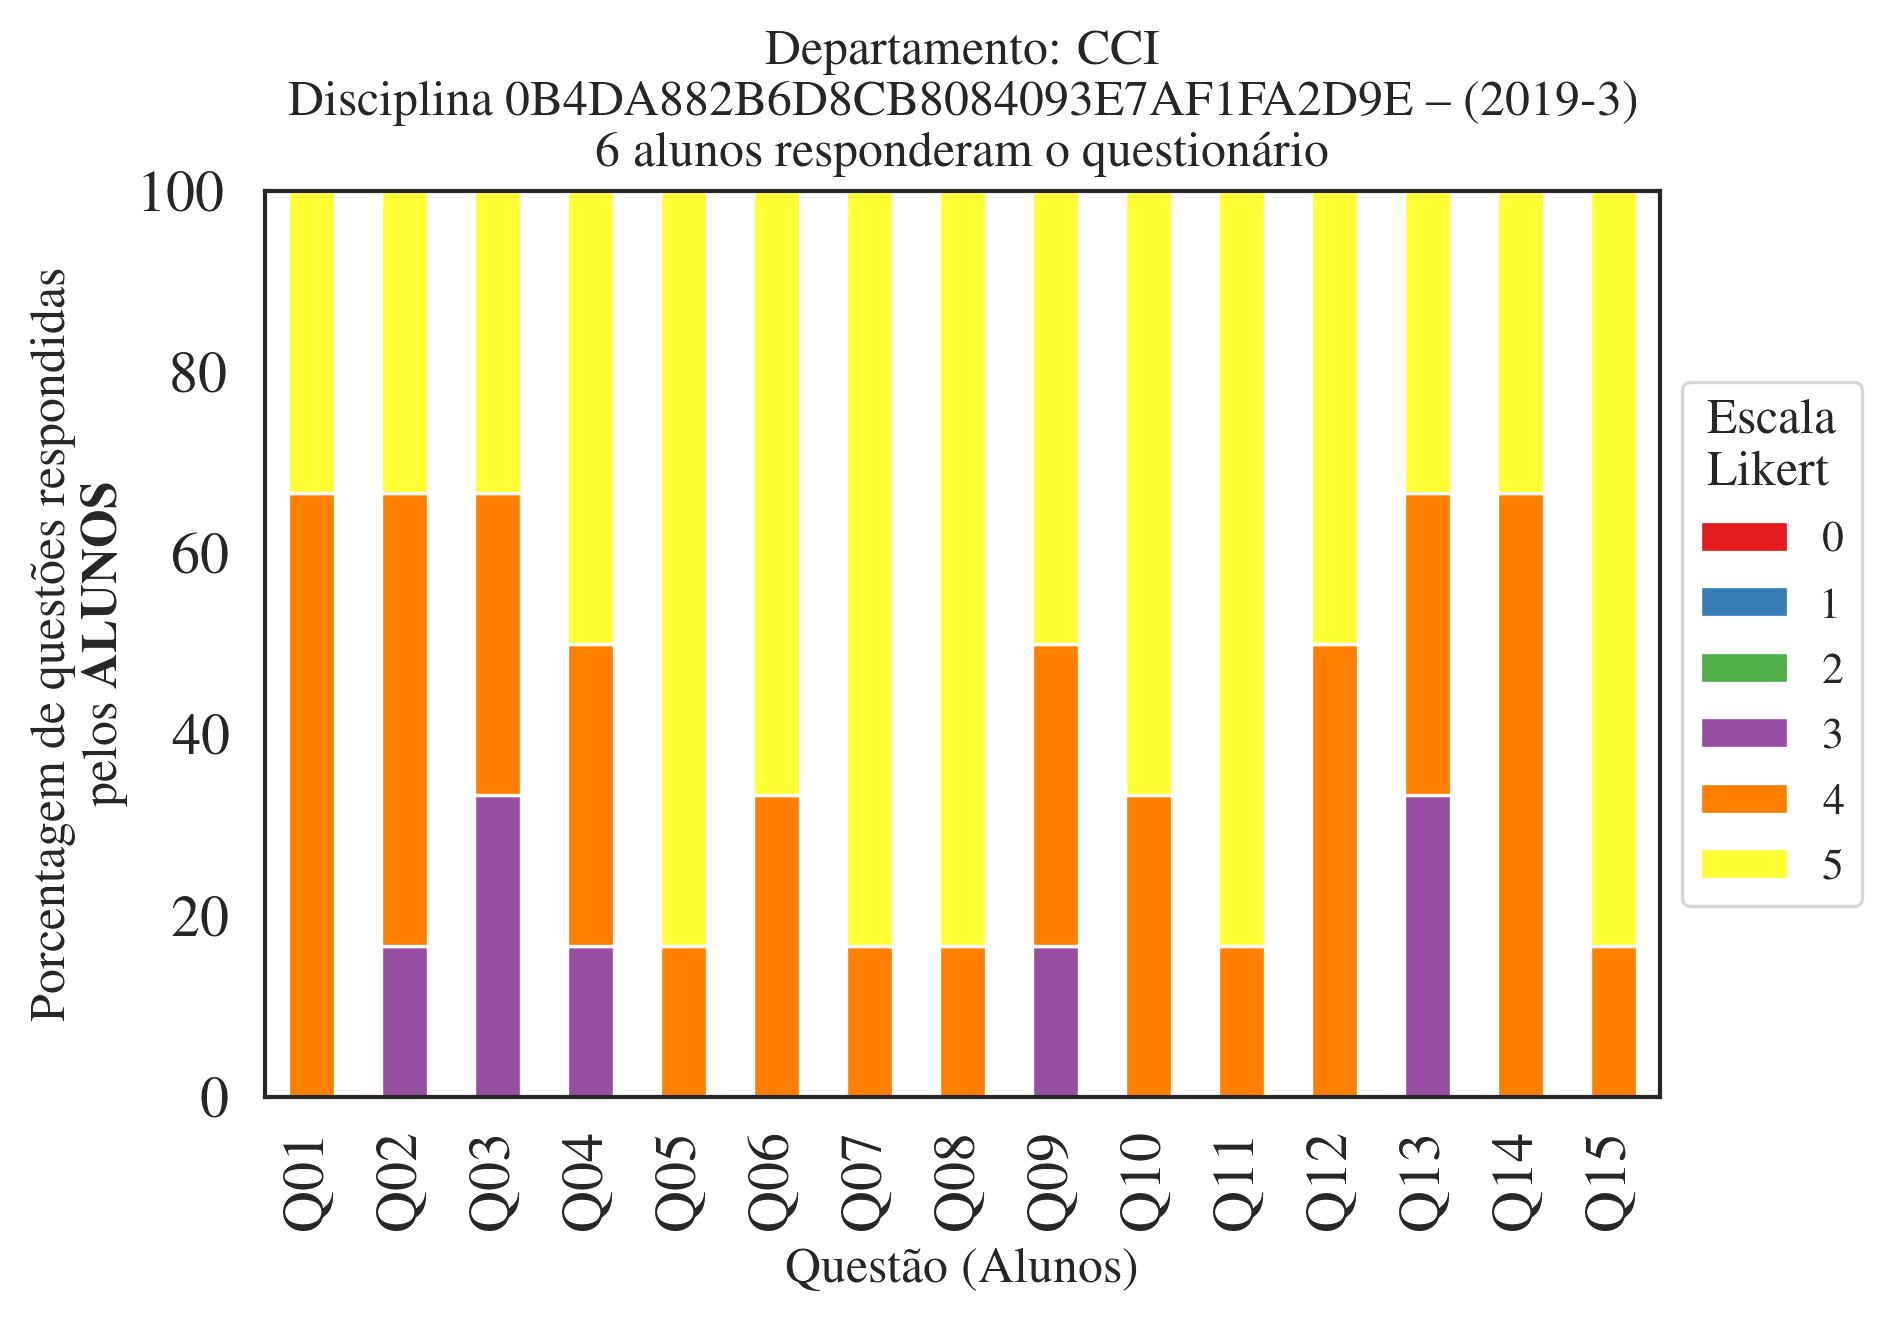 Departamento: CCI
Disciplina 0B4DA882B6D8CB8084093E7AF1FA2D9E – (2019-3)
6 alunos responderam o questionário
Porcentagem de questões respondidas
pelos ALUNOS
100
80
60
40
20
0
Q01
Q02
Q03
Q04
Q05
Q06
Q07
Q08
Q09
Q10
Q11
Q12
Q13
Q14
Q15
Questão (Alunos)
Escala
Likert
0
1
2
3
4
5